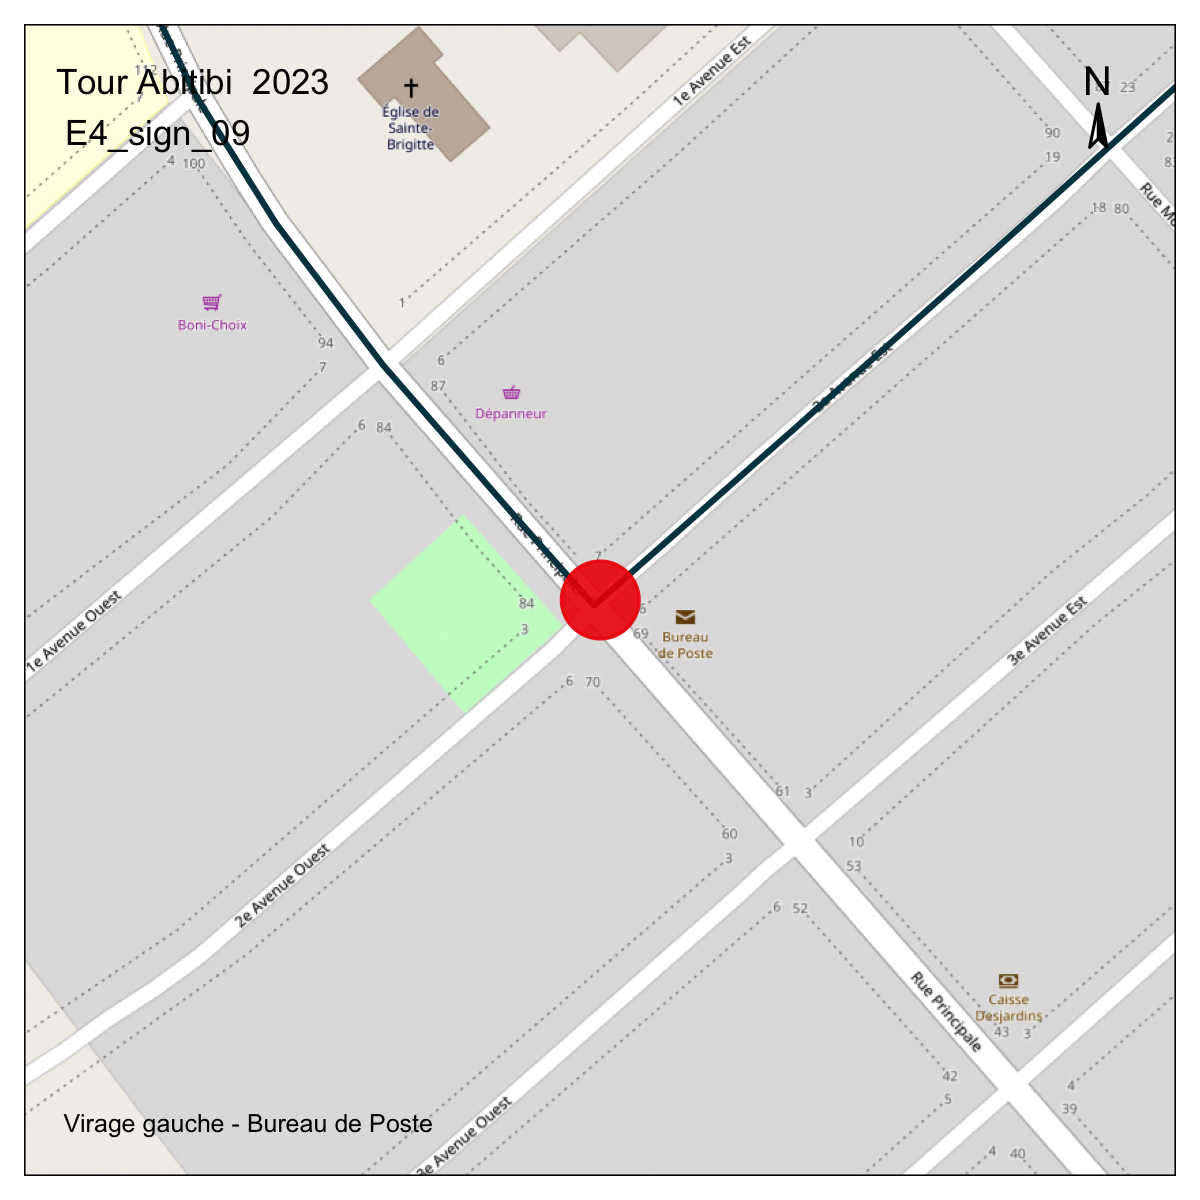 Rue Principale
112
Tour Abitibi  2023
E4_sign_09
Église de
Sainte-
Brigitte
1e Avenue Est
N
23
4
100
90
19
Rue Mo
18
80
1
Boni-Choix
94
7
6
87
Dépanneur
6
84
2e Avenue Est
Rue Principale
7
84
3
6
69
Bureau
de Poste
1e Avenue Ouest
3e Avenue Est
6
70
61
3
60
3
10
53
2e Avenue Ouest
6
52
Caisse
Desjardins
43
3
Rue Principale
42
5
4
39
Virage gauche - Bureau de Poste
3e Avenue Ouest
4
40